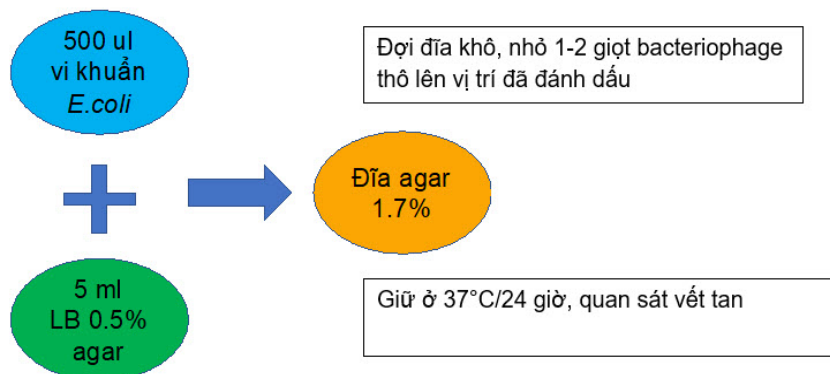 500 ul
vi khuẩn
E.coli
Đợi đĩa khô, nhỏ 1-2 giọt bacteriophage
thô lên vị trí đã đánh dấu
Đĩa agar
1.7%
5 ml
LB 0.5%
agar
Giữ ở 37°C/24 giờ, quan sát vết tan